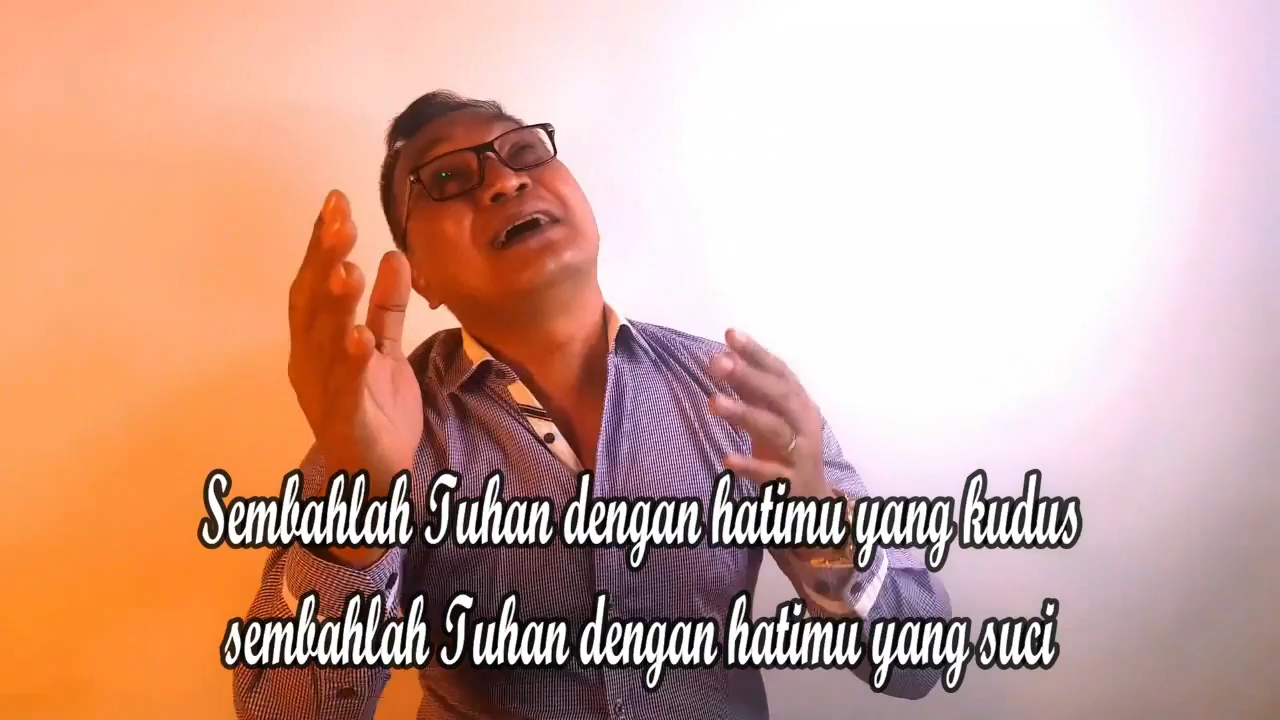 Sembahlah Tuhan dengan hatimu yang kudus
sembahlah Tuhan dengan hatimu yang suci